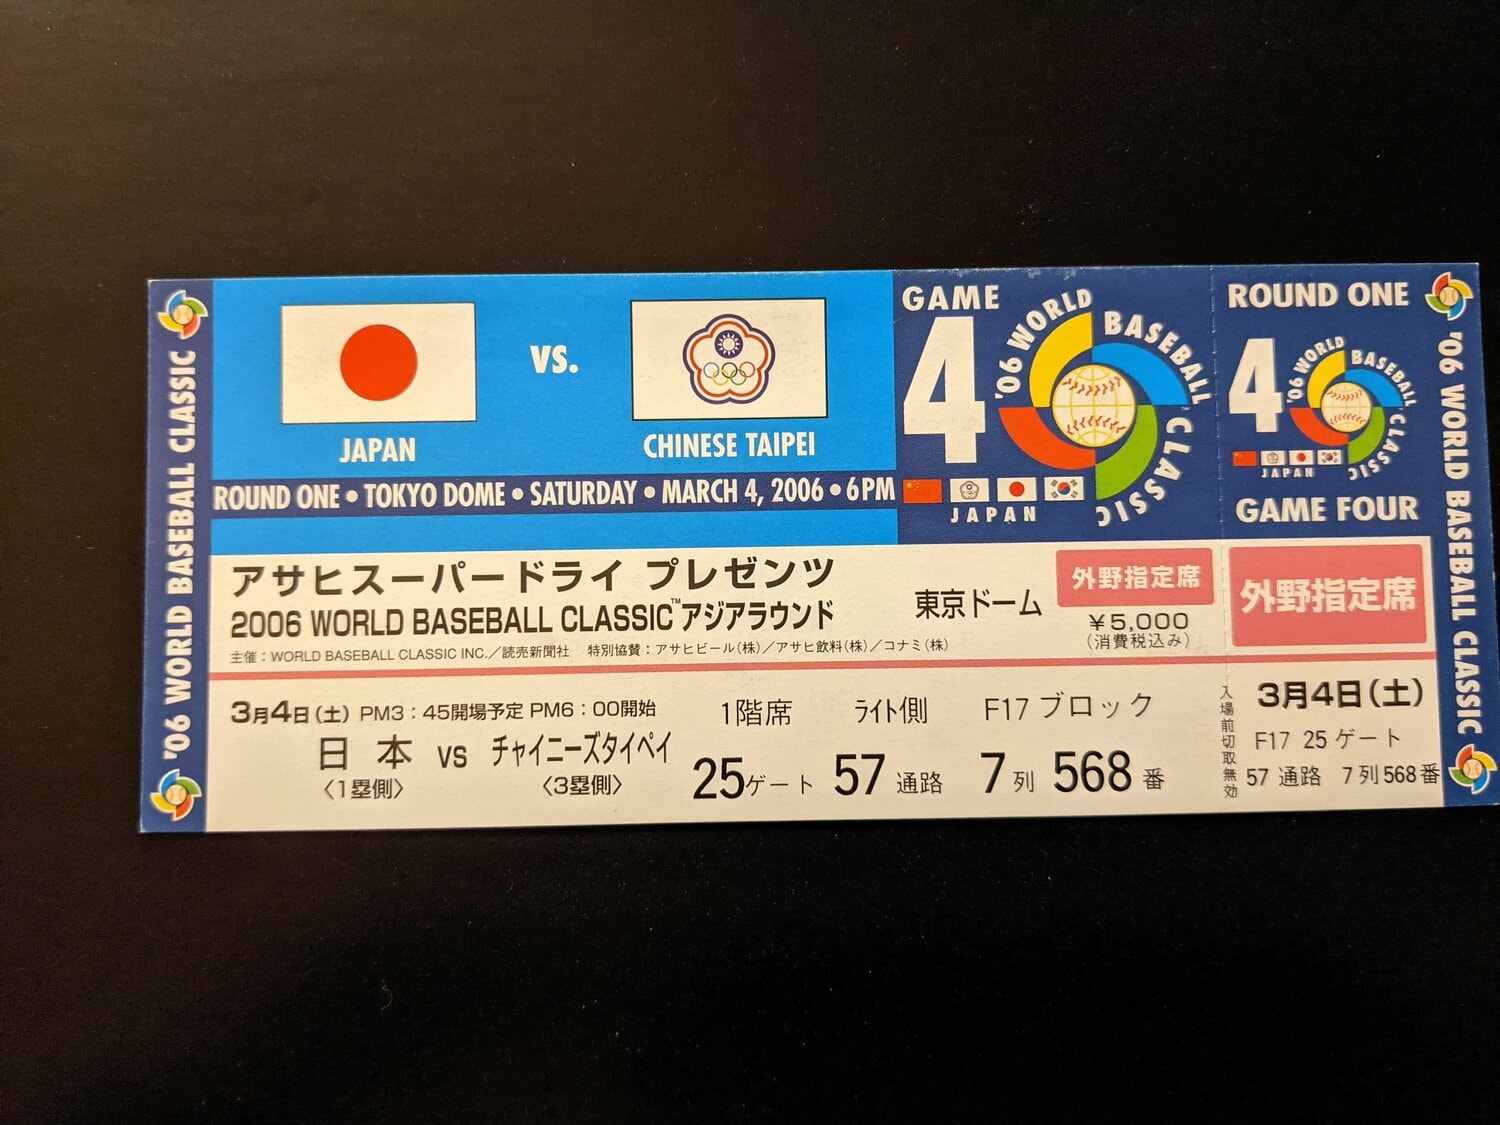 '06 WORLD BASEBALL CLASSIC
JAPAN
VS.
CHINESE TAIPEI
ROUND ONE • TOKYO DOME • SATURDAY • MARCH 4, 2006 • 6PM
GAME
4
'06 WORLD BASEBALL CLASSIC
JAPAN
アサヒスーパードライ プレゼンツ
2006 WORLD BASEBALL CLASSIC™アジアラウンド
主催：WORLD BASEBALL CLASSIC INC.／読売新聞社 特別協賛：アサヒビール(株)／アサヒ飲料(株)／コナミ(株)
東京ドーム
外野指定席
￥5,000
(消費税込み)
3月4日(土) PM3：45開場予定 PM6：00開始
日本 vs チャイニーズタイペイ
〈1塁側〉 〈3塁側〉
1階席 ライト側 F17 ブロック
25ゲート 57通路 7列 568番
ROUND ONE
4
'06 WORLD BASEBALL CLASSIC
JAPAN
GAME FOUR
外野指定席
入場前切取無効
3月4日(土)
F17 25 ゲート
57 通路 7列568番
'06 WORLD BASEBALL CLASSIC